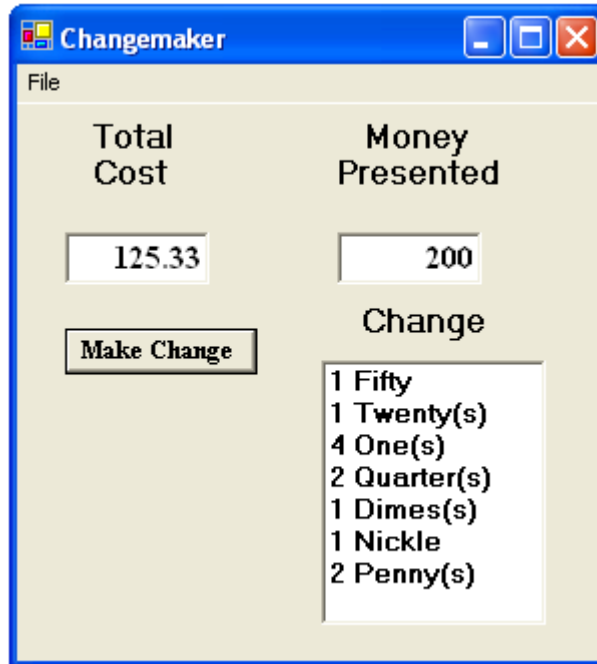 Changemaker
File
Total
Cost
Money
Presented
125.33
200
Make Change
Change
1 Fifty
1 Twenty(s)
4 One(s)
2 Quarter(s)
1 Dimes(s)
1 Nickle
2 Penny(s)